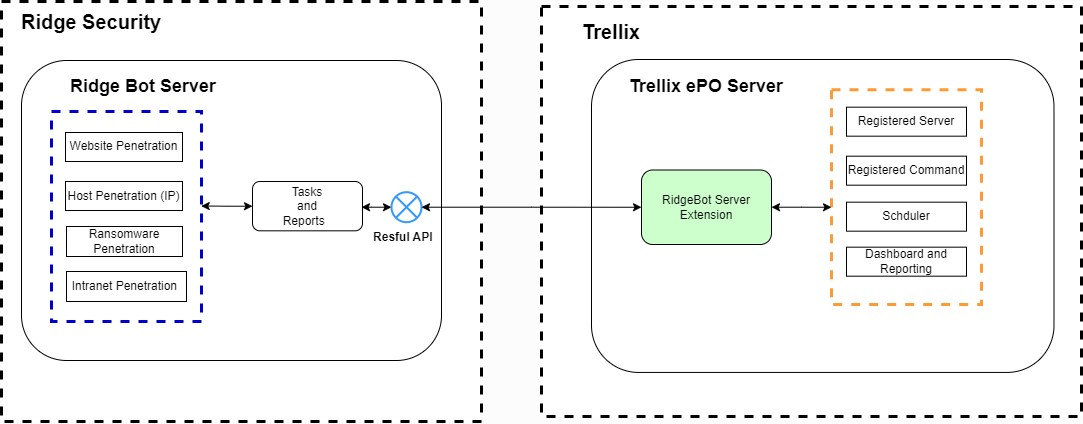 Ridge Security
Ridge Bot Server
Website Penetration
Host Penetration (IP)
Ransomware
Penetration
Intranet Penetration
Tasks
and
Reports
Resful API
Trellix
Trellix ePO Server
RidgeBot Server
Extension
Registered Server
Registered Command
Schduler
Dashboard and
Reporting